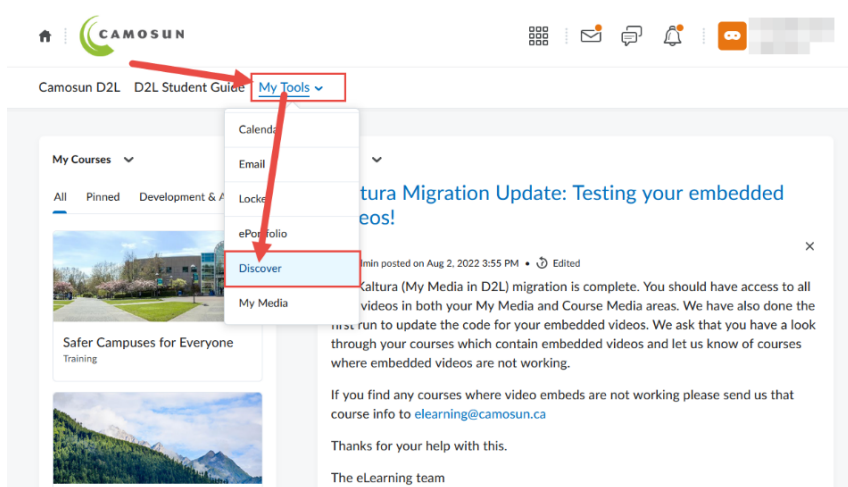 CAMOSUN
Camosun D2L D2L Student Guide My Tools
Calendar
My Courses
Email
All Pinned Development &
Locker
tura Migration Update: Testing your embedded
eos!
ePortfolio
Discover
dmin posted on Aug 2, 2022 3:55 PM • Edited
My Media
Kaltura (My Media in D2L) migration is complete. You should have access to all
videos in both your My Media and Course Media areas. We have also done the
first run to update the code for your embedded videos. We ask that you have a look
through your courses which contain embedded videos and let us know of courses
where embedded videos are not working.
Safer Campuses for Everyone
Training
If you find any courses where video embeds are not working please send us that
course info to elearning@camosun.ca
Thanks for your help with this.
The eLearning team